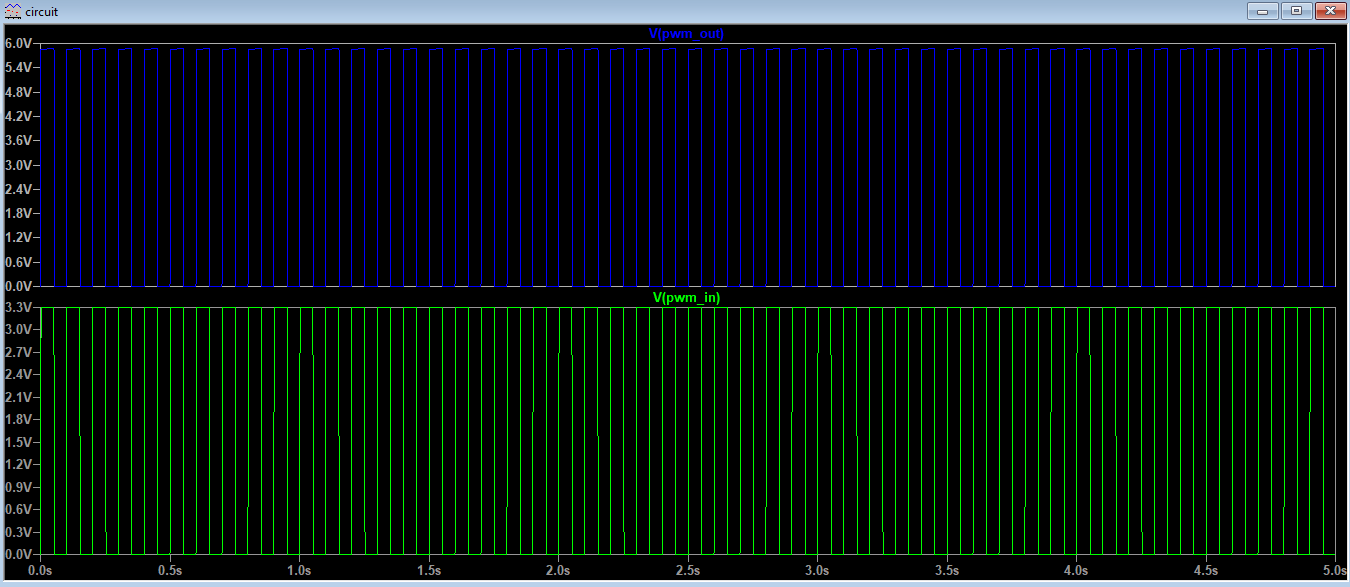 circuit
V(pwm_out)
6.0V
5.4V
4.8V
4.2V
3.6V
3.0V
2.4V
1.8V
1.2V
0.6V
0.0V
V(pwm_in)
3.3V
3.0V
2.7V
2.4V
2.1V
1.8V
1.5V
1.2V
0.9V
0.6V
0.3V
0.0V
0.0s 0.5s 1.0s 1.5s 2.0s 2.5s 3.0s 3.5s 4.0s 4.5s 5.0s